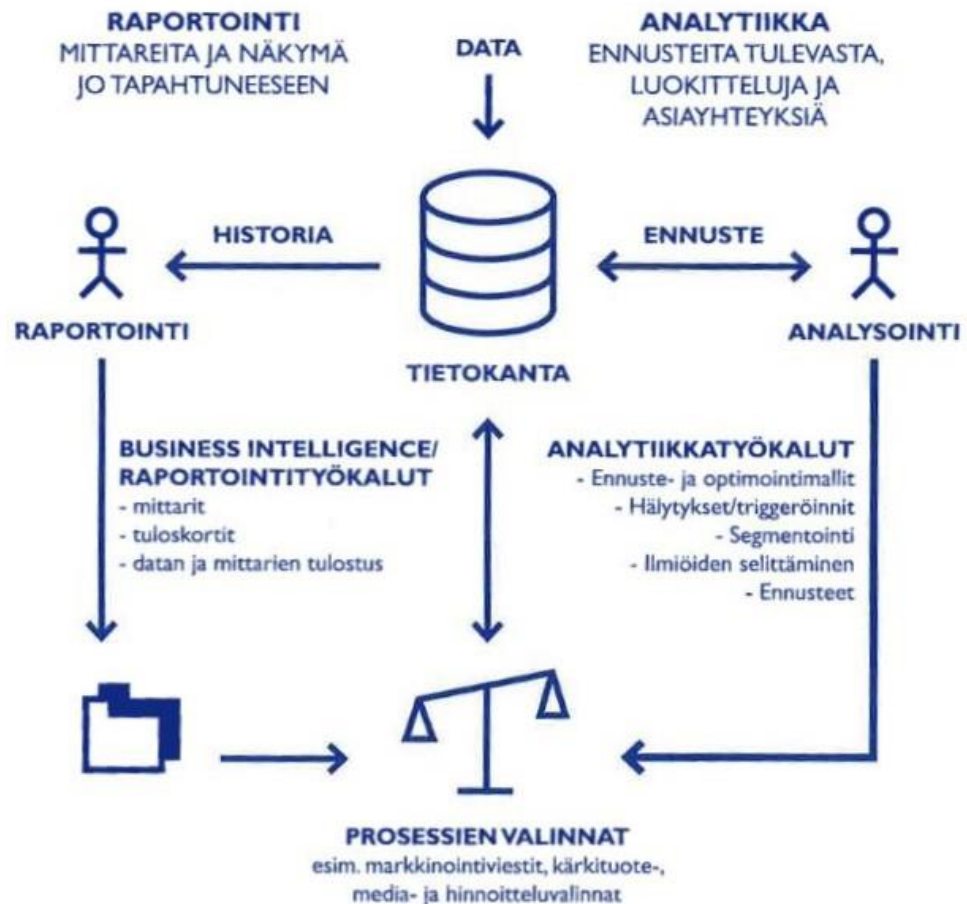 RAPORTOINTI
MITTAREITA JA NÄKYMÄ
JO TAPAHTUNEESEEN
DATA
ANALYTIIKKA
ENNUSTEITA TULEVASTA,
LUOKITTELUJA JA
ASIAYHTEYKSIÄ
HISTORIA
ENNUSTE
RAPORTOINTI
TIETOKANTA
ANALYSOINTI
BUSINESS INTELLIGENCE/
RAPORTOINTITYÖKALUT
- mittarit
- tuloskortit
- datan ja mittarien tulostus
ANALYTIIKKATYÖKALUT
- Ennuste- ja optimointimallit
- Hälytykset/triggeröinnit
- Segmentointi
- Ilmiöiden selittäminen
- Ennusteet
PROSESSIEN VALINNAT
esim. markkinointiviestit, kärkituote-,
media- ja hinnoitteluvalinnat